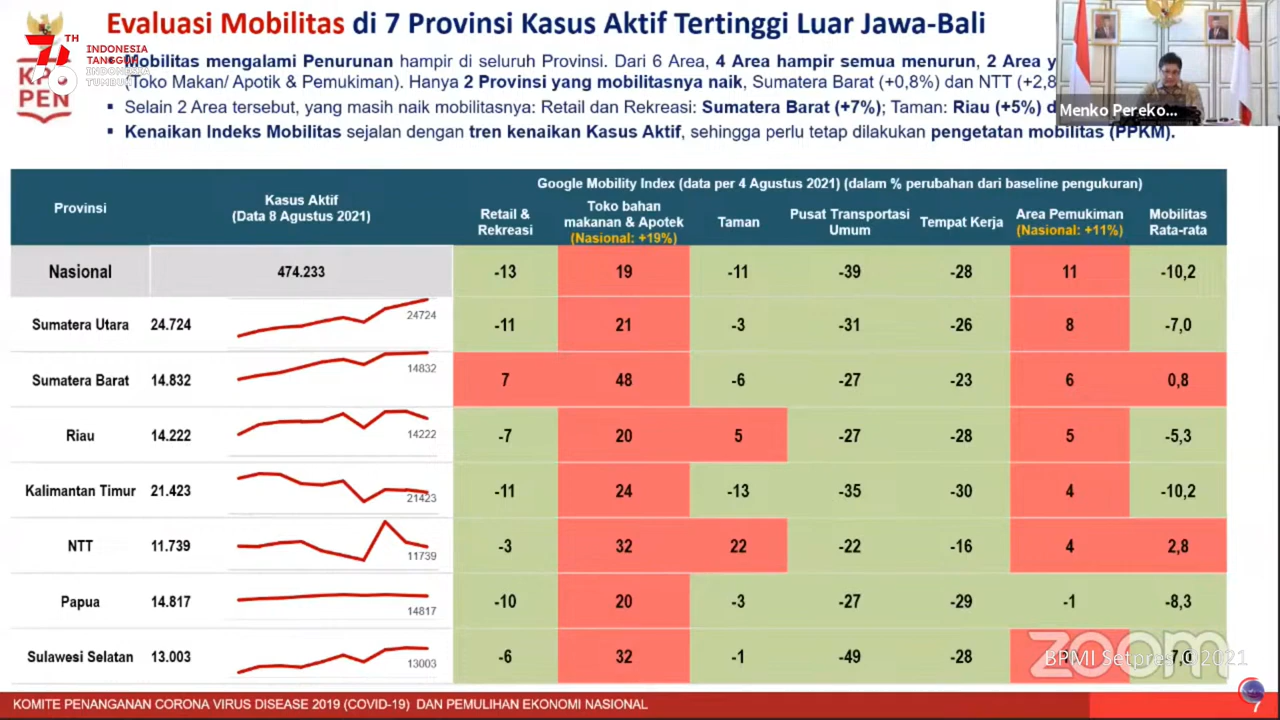 Evaluasi Mobilitas di 7 Provinsi Kasus Aktif Tertinggi Luar Jawa-Bali
TH
INDONESIA
TANGGUH
INDONESIA
PEN
Mobilitas mengalami Penurunan hampir di seluruh Provinsi. Dari 6 Area, 4 Area hampir semua menurun, 2 Area
(Toko Makan/ Apotik & Pemukiman). Hanya 2 Provinsi yang mobilitasnya naik, Sumatera Barat (+0,8%) dan NTT (+2,8
▪ Selain 2 Area tersebut, yang masih naik mobilitasnya: Retail dan Rekreasi: Sumatera Barat (+7%); Taman: Riau (+5%)
▪ Kenaikan Indeks Mobilitas sejalan dengan tren kenaikan Kasus Aktif, sehingga perlu tetap dilakukan pengetatan mobilitas (PPKM).
Menko Pereko...
Provinsi
Kasus Aktif
(Data 8 Agustus 2021)
Google Mobility Index (data per 4 Agustus 2021) (dalam % perubahan dari baseline pengukuran)
Retail &
Rekreasi
Toko bahan
makanan & Apotek
(Nasional: +19%)
Taman
Pusat Transportasi
Umum
Tempat Kerja
Area Pemukiman
(Nasional: +11%)
Mobilitas
Rata-rata
Nasional 474.233 -13 19 -11 -39 -28 11 -10,2
Sumatera Utara 24.724 24724 -11 21 -3 -31 -26 8 -7,0
Sumatera Barat 14.832 14832 7 48 -6 -27 -23 6 0,8
Riau 14.222 14222 -7 20 5 -27 -28 5 -5,3
Kalimantan Timur 21.423 21423 -11 24 -13 -35 -30 4 -10,2
NTT 11.739 11739 -3 32 22 -22 -16 4 2,8
Papua 14.817 14817 -10 20 -3 -27 -29 -1 -8,3
Sulawesi Selatan 13.003 13003 -6 32 -1 -49 -28
zoom
BPMI Setpres © 2021
KOMITE PENANGANAN CORONA VIRUS DISEASE 2019 (COVID-19) DAN PEMULIHAN EKONOMI NASIONAL
7